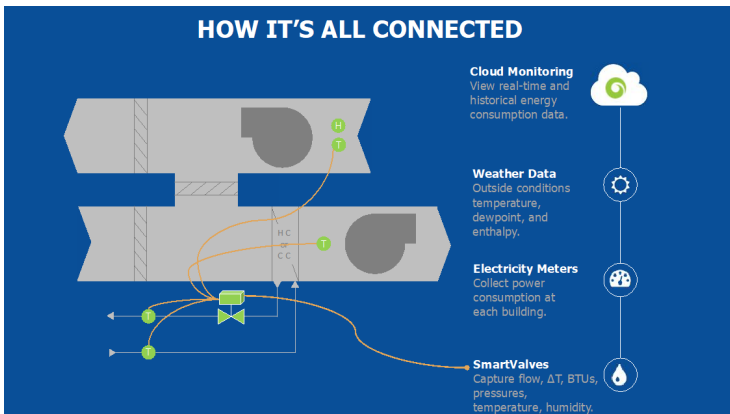 HOW IT'S ALL CONNECTED
Cloud Monitoring
View real-time and
historical energy
consumption data.
H
T
Weather Data
Outside conditions
temperature,
dewpoint, and
enthalpy.
H C
or
C C
T
Electricity Meters
Collect power
consumption at
each building.
T
T
SmartValves
Capture flow, ΔT, BTUs,
pressures,
temperature, humidity.